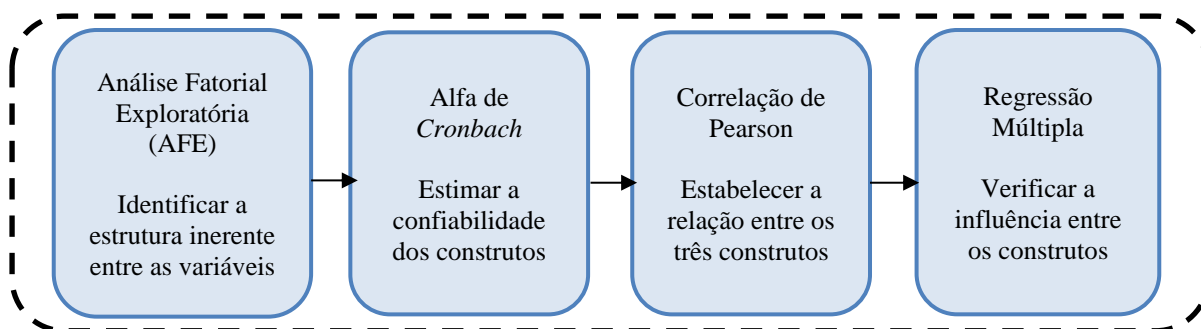 Análise Fatorial
Exploratória
(AFE)
Identificar a
estrutura inerente
entre as variáveis
Alfa de
Cronbach
Estimar a
confiabilidade
dos construtos
Correlação de
Pearson
Estabelecer a
relação entre os
três construtos
Regressão
Múltipla
Verificar a
influência entre
os construtos